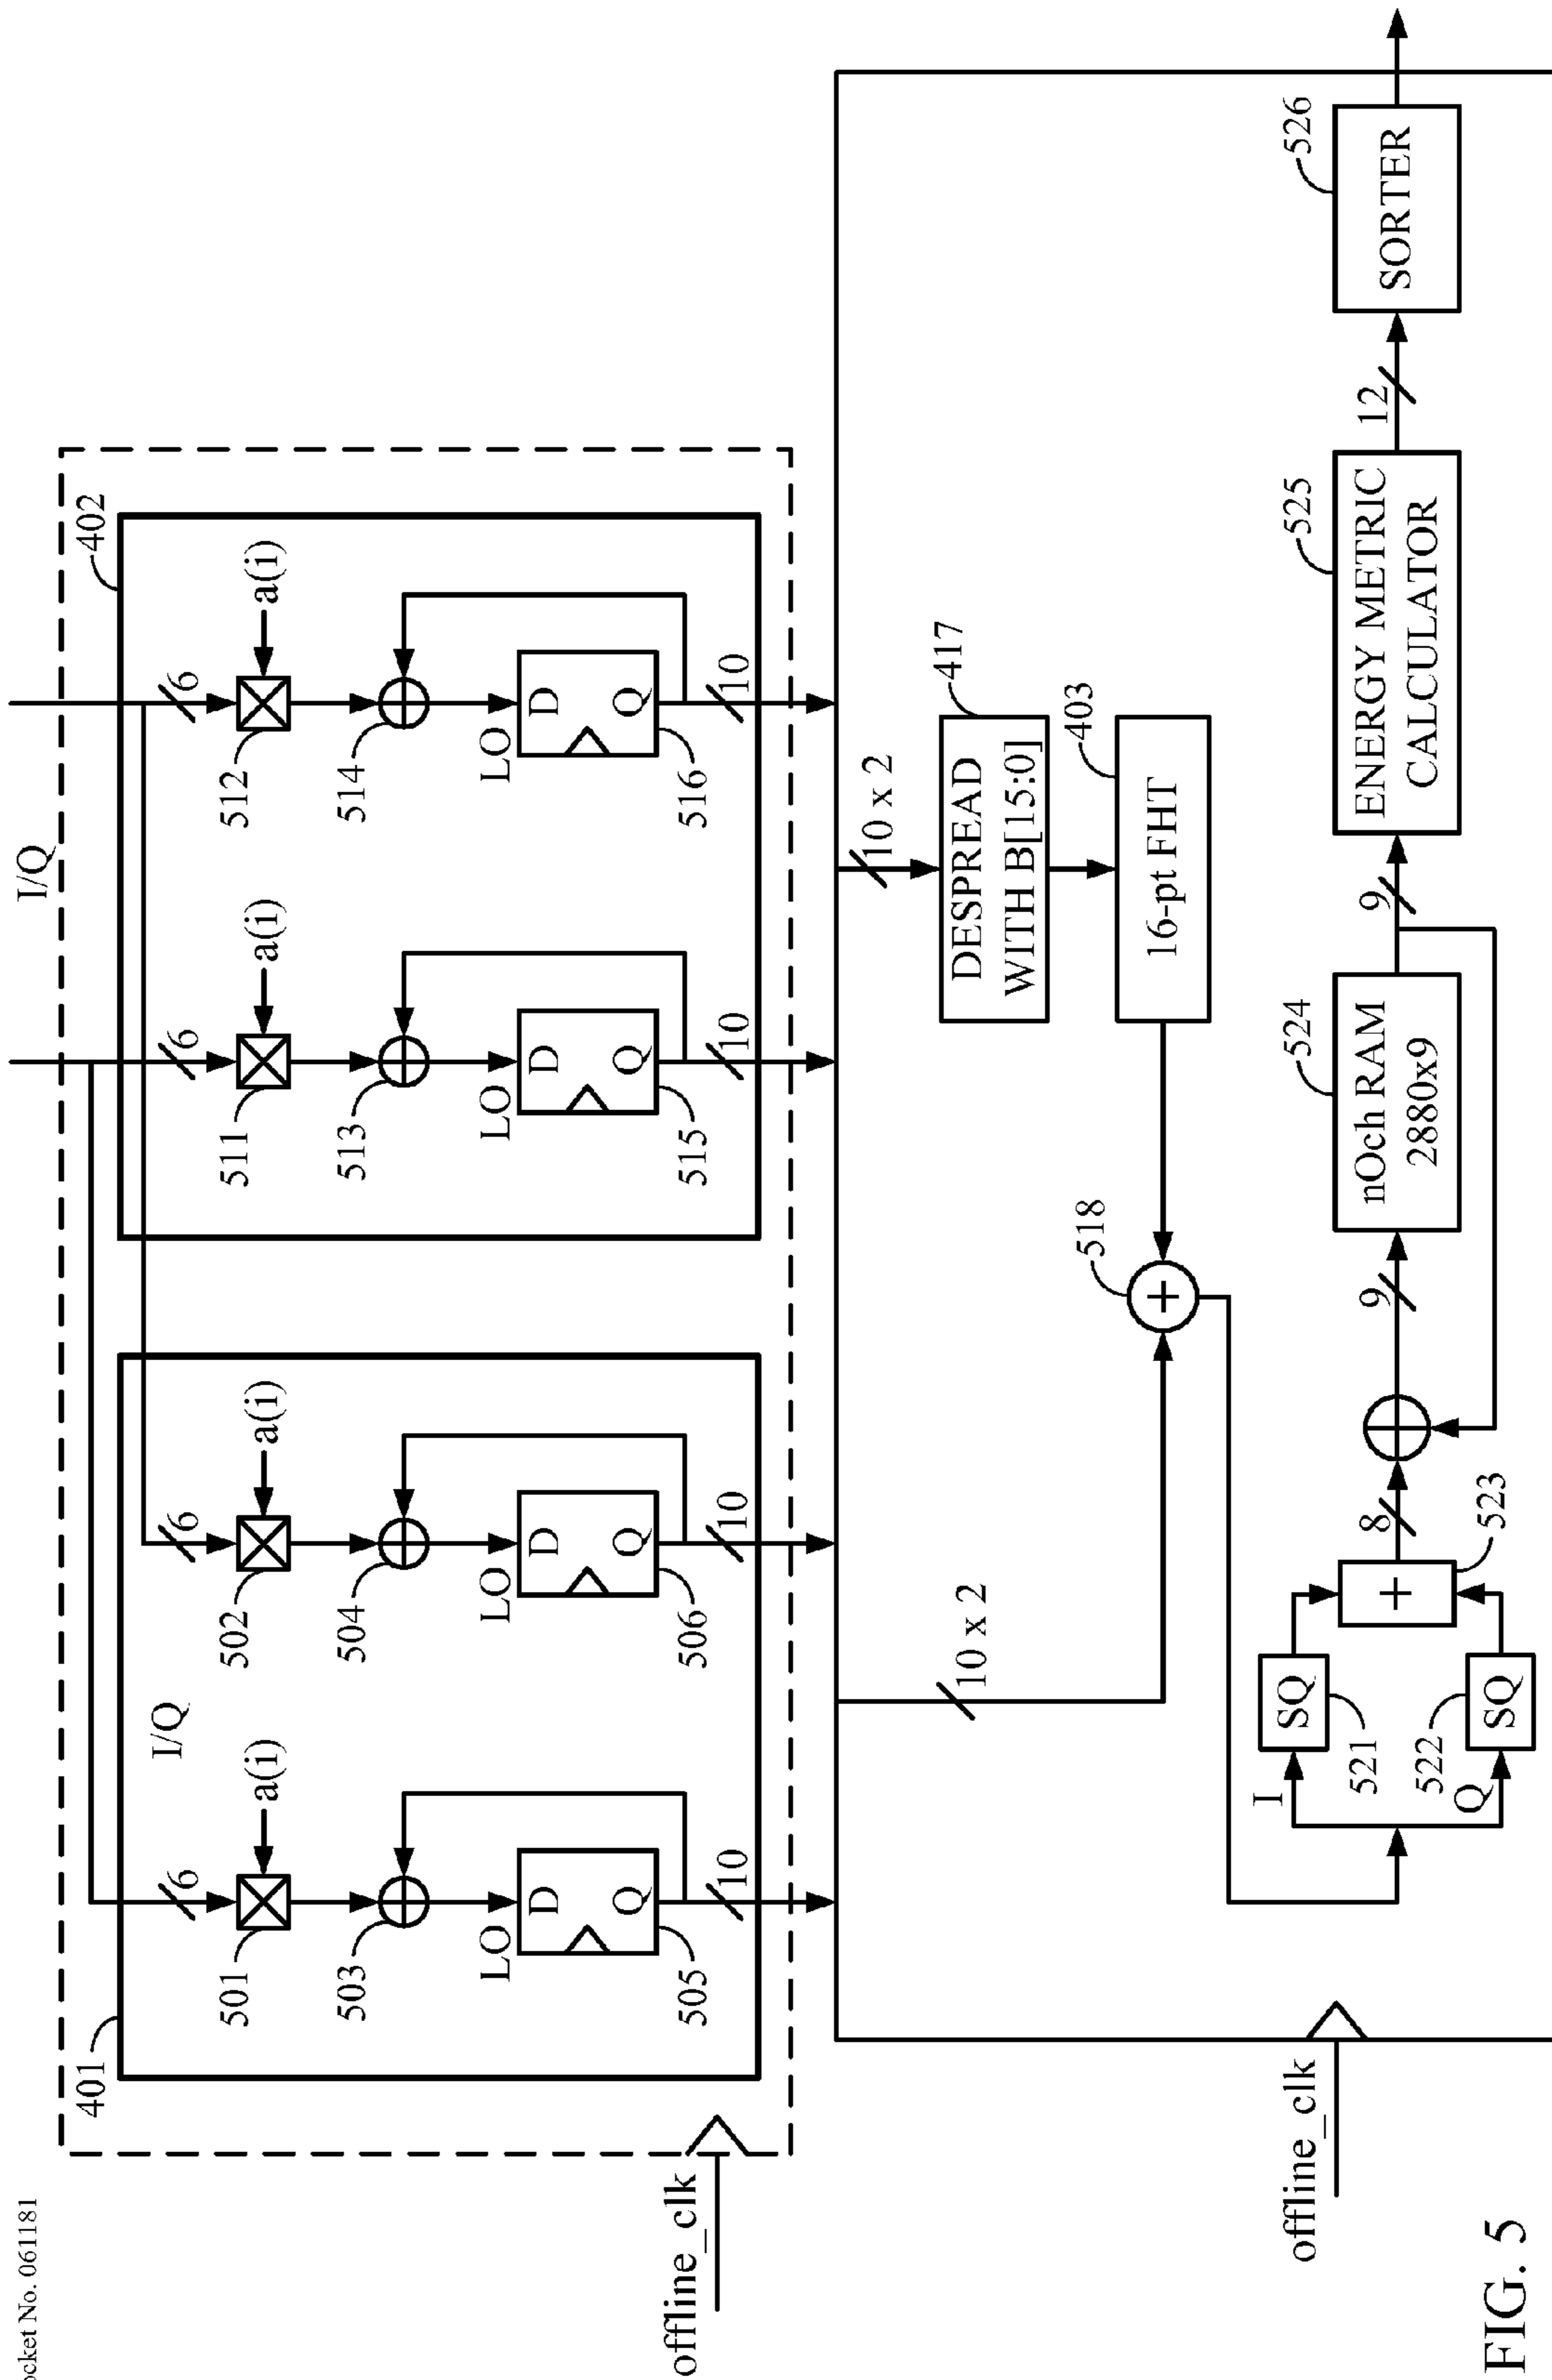 ocket No. 061181
I/Q
401
402
I/Q
6
6
6
6
a(i)
a(i)
a(i)
a(i)
501
502
511
512
503
504
513
514
LO
LO
LO
LO
D
D
D
D
Q
Q
Q
Q
505
506
515
516
10
10
10
10
offline_clk
10 x 2
10 x 2
417
DESPREAD
WITH B[15:0]
403
16-pt FHT
518
+
offline_clk
I
Q
SQ
521
SQ
522
+
523
8
9
524
nOch RAM
2880x9
9
525
ENERGY METRIC
CALCULATOR
12
526
SORTER
FIG. 5